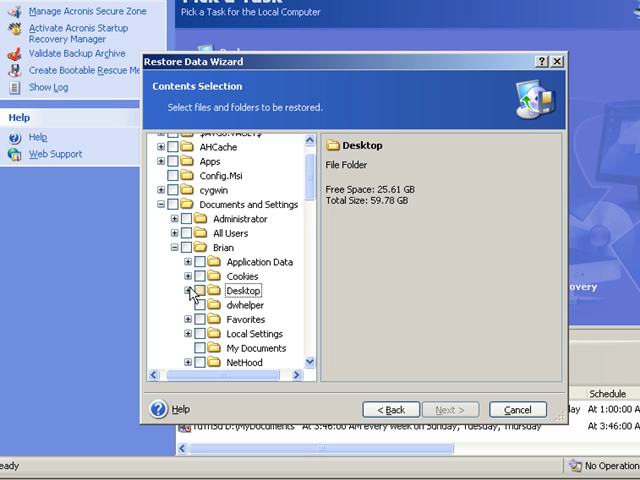 Pick a Task
Pick a Task for the Local Computer
Manage Acronis Secure Zone
Activate Acronis Startup
Recovery Manager
Validate Backup Archive
Create Bootable Rescue Me
Show Log
Help
Help
Web Support
Restore Data Wizard
Contents Selection
Select files and folders to be restored.
AHCache
Apps
Config.Msi
cygwin
Documents and Settings
Administrator
All Users
Brian
Application Data
Cookies
Desktop
dwhelper
Favorites
Local Settings
My Documents
NetHood
Desktop
File Folder
Free Space: 25.61 GB
Total Size: 59.78 GB
Help
< Back
Next >
Cancel
overy
Schedule
ay At 1:00:00 A
D:\MyDocuments At 3:46:00 AM every week on Sunday, Tuesday, Thursday At 3:46:00 A
eady
No Operation